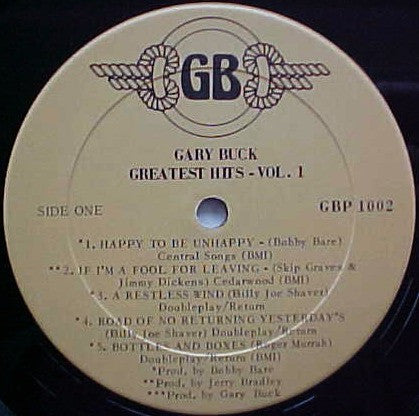 GB
GARY BUCK
GREATEST HITS - VOL. 1
SIDE ONE
GBP 1002
*1. HAPPY TO BE UNHAPPY - (Bobby Bare)
Central Songs (BMI)
**2. IF I'M A FOOL FOR LEAVING - (Skip Graves &
Jimmy Dickens) Cedarwood (BMI)
*3. A RESTLESS WIND (Billy Joe Shaver)
Doubleplay/Return
*4. ROAD OF NO RETURNING YESTERDAY'S
(Billy Joe Shaver) Doubleplay/Return
*5. BOTTLES AND BOXES (Roger Murrah)
Doubleplay/Return (BMI)
*Prod. by Bobby Bare
**Prod. by Jerry Bradley
***Prod. by Gary Buck